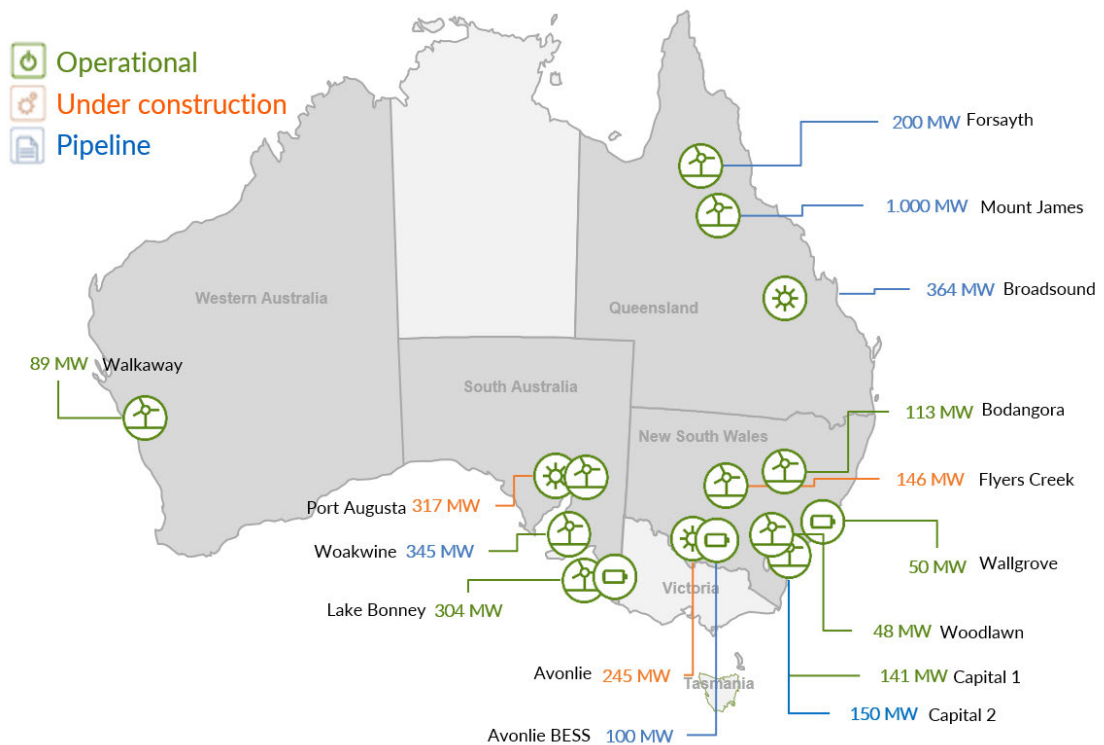 Operational
Under construction
Pipeline
200 MW Forsayth
1.000 MW Mount James
Western Australia
Queensland
364 MW Broadsound
89 MW Walkaway
South Australia
New South Wales
113 MW Bodangora
146 MW Flyers Creek
Port Augusta 317 MW
Woakwine 345 MW
50 MW Wallgrove
Victoria
Lake Bonney 304 MW
48 MW Woodlawn
Avonlie 245 MW
Tasmania
141 MW Capital 1
150 MW Capital 2
Avonlie BESS 100 MW